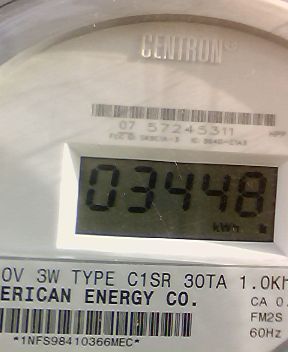 CENTRON
07 57245311
03448
kWh
0V 3W TYPE C1SR 30TA 1.0Kh
ERICAN ENERGY CO.
CA 0.
FM2S
60Hz
*1NFS98410366MEC*